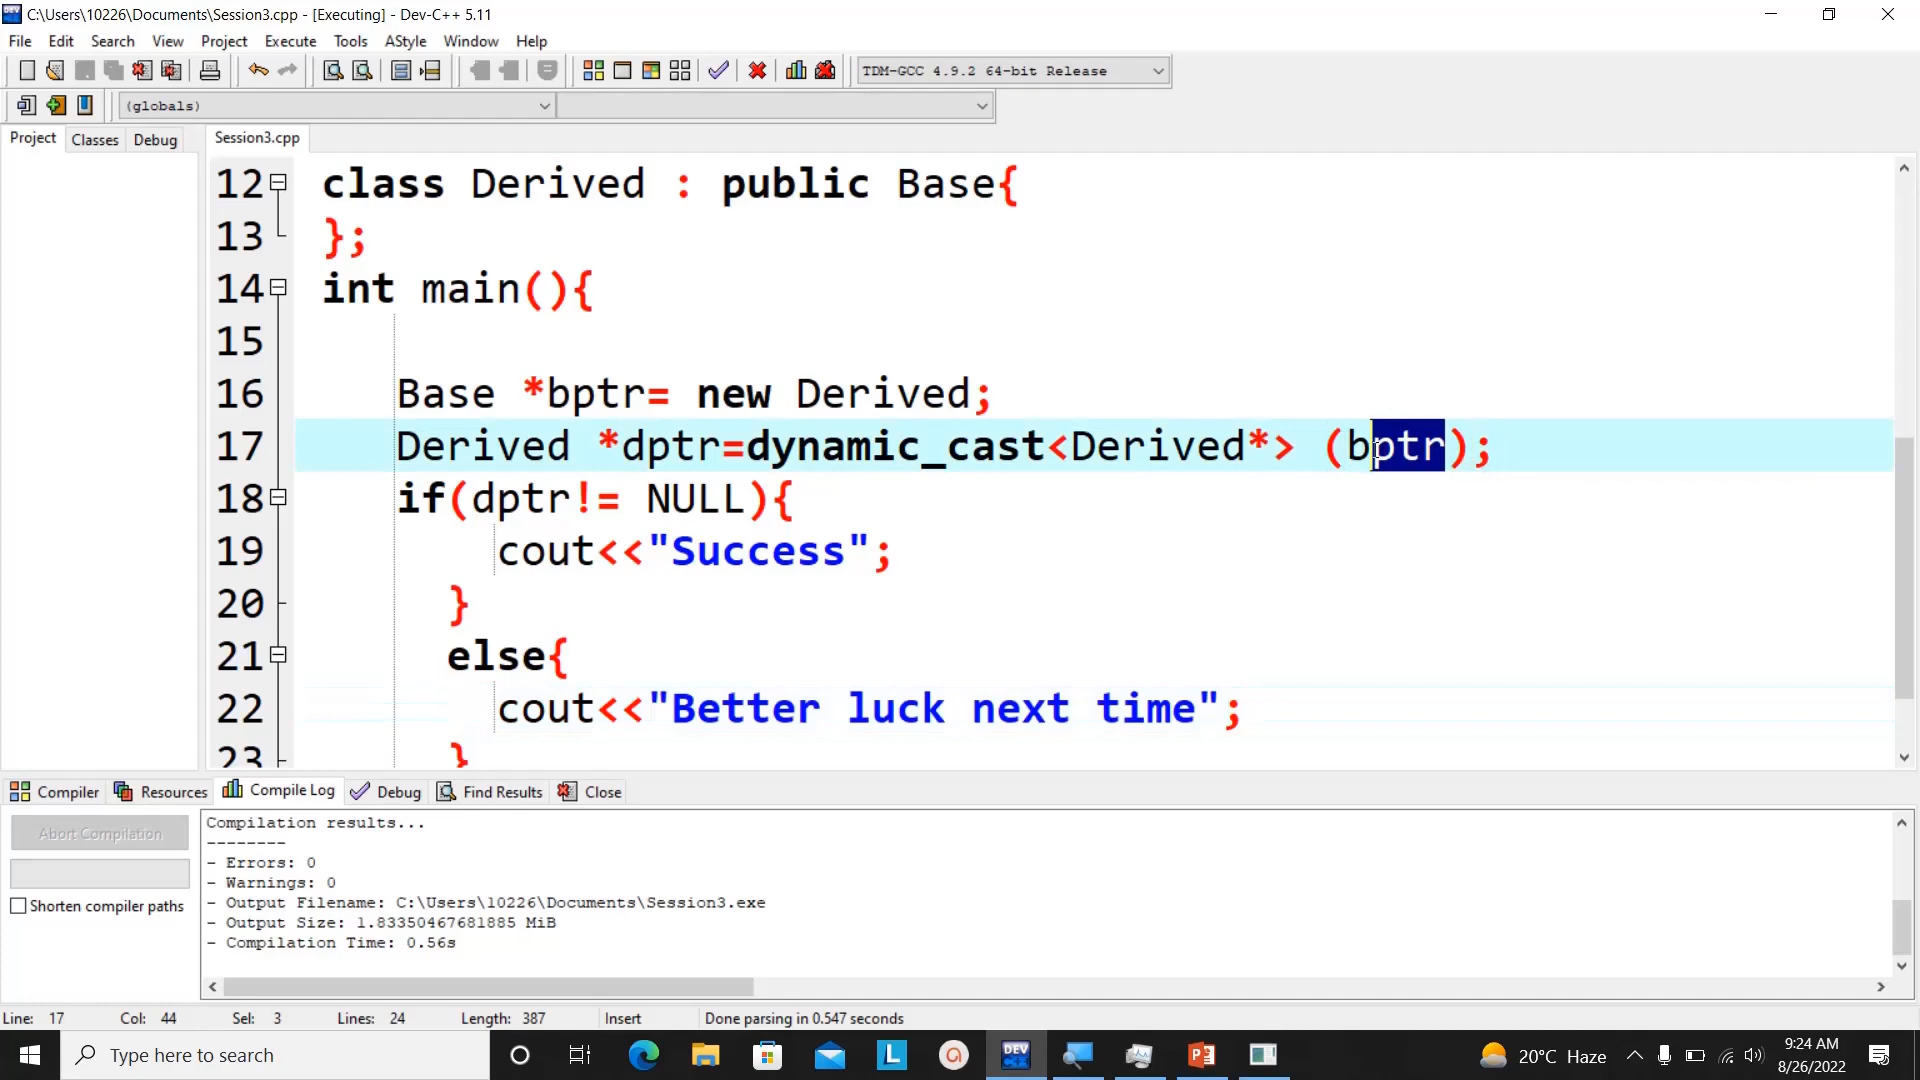 C:\Users\10226\Documents\Session3.cpp - [Executing] - Dev-C++ 5.11
File Edit Search View Project Execute Tools AStyle Window Help
TDM-GCC 4.9.2 64-bit Release
(globals)
Project Classes Debug Session3.cpp
12 class Derived : public Base{
13 };
14 int main(){
15
16 Base *bptr= new Derived;
17 Derived *dptr=dynamic_cast<Derived*> (bptr);
18 if(dptr!= NULL){
19 cout<<"Success";
20 }
21 else{
22 cout<<"Better luck next time";
23 }
Compiler Resources Compile Log Debug Find Results Close
Abort Compilation
Shorten compiler paths
Compilation results...
--------
- Errors: 0
- Warnings: 0
- Output Filename: C:\Users\10226\Documents\Session3.exe
- Output Size: 1.83350467681885 MiB
- Compilation Time: 0.56s
Line: 17 Col: 44 Sel: 3 Lines: 24 Length: 387 Insert Done parsing in 0.547 seconds
Type here to search
L
DEV
20°C Haze
9:24 AM
8/26/2022